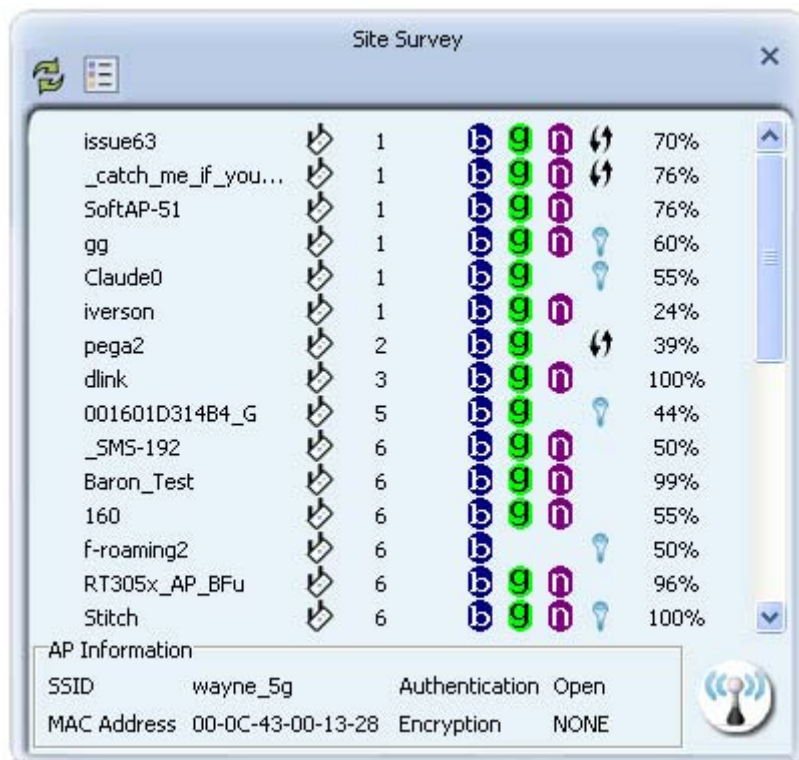 Site Survey
issue63 1 b g n 70%
_catch_me_if_you... 1 b g n 76%
SoftAP-51 1 b g n 76%
gg 1 b g n 60%
Claude0 1 b g 55%
iverson 1 b g n 24%
pega2 2 b g 39%
dlink 3 b g n 100%
001601D314B4_G 5 b g 44%
_SMS-192 6 b g n 50%
Baron_Test 6 b g n 99%
160 6 b g n 55%
f-roaming2 6 b 50%
RT305x_AP_BFu 6 b g n 96%
Stitch 6 b g n 100%
AP Information
SSID wayne_5g Authentication Open
MAC Address 00-0C-43-00-13-28 Encryption NONE